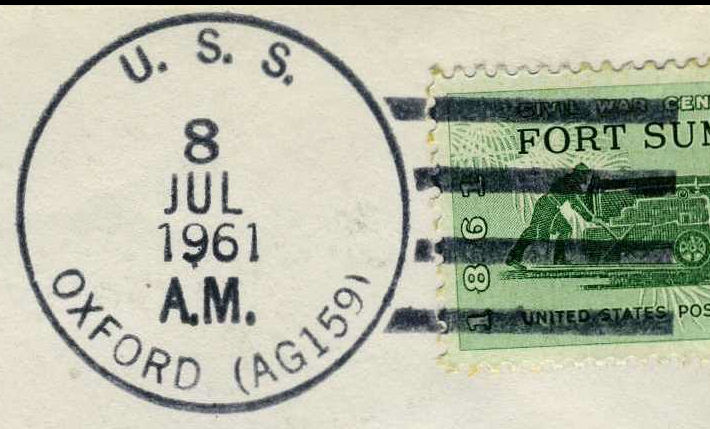 U. S. S.
8
JUL
1961
A.M.
OXFORD (AG159)
CIVIL WAR CEN
FORT SUM
1861
UNITED STATES POS